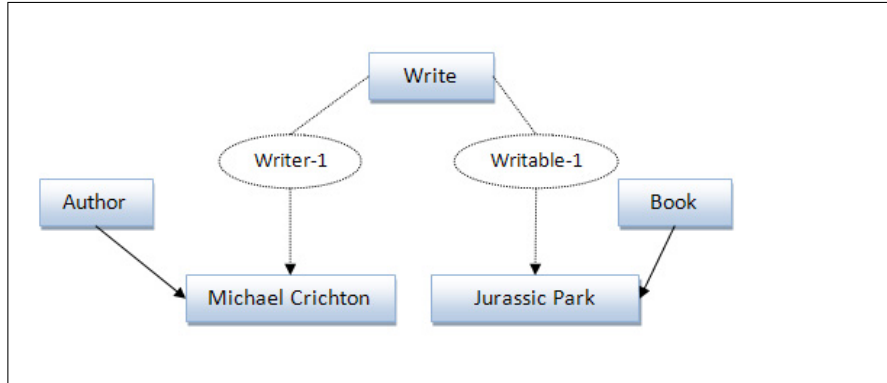 Write
Writer-1
Writable-1
Author
Book
Michael Crichton
Jurassic Park